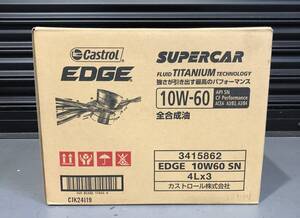 Castrol
EDGE
SUPERCAR
FLUID TITANIUM TECHNOLOGY
強さが引き出す最高のパフォーマンス
10W-60
API SN
CF Performance
ACEA A3/B3, A3/B4
全合成油
3415862
EDGE 10W60 SN
4Lx3
カストロール株式会社
C1K24119